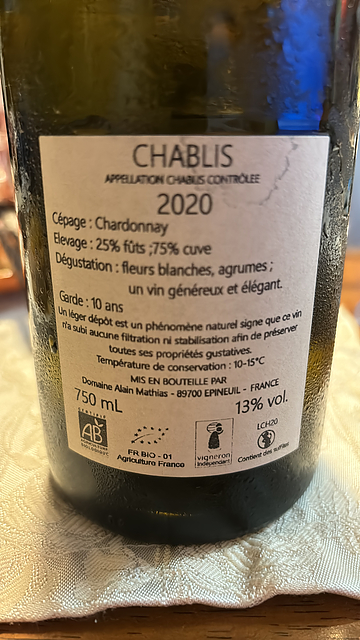 CHABLIS
APPELLATION CHABLIS CONTRÔLÉE
2020
Cépage : Chardonnay
Elevage : 25% fûts ;75% cuve
Dégustation : fleurs blanches, agrumes ;
un vin généreux et élégant.
Garde : 10 ans
Un léger dépôt est un phénomène naturel signe que ce vin
n'a subi aucune filtration ni stabilisation afin de préserver
toutes ses propriétés gustatives.
Température de conservation : 10-15°C
MIS EN BOUTEILLE PAR
Domaine Alain Mathias - 89700 EPINEUIL - FRANCE
750 mL 13% vol.
CERTIFIÉ
AB
AGRICULTURE
BIOLOGIQUE
FR BIO - 01
Agriculture France
vigneron
indépendant
LCH20
Contient des sulfites